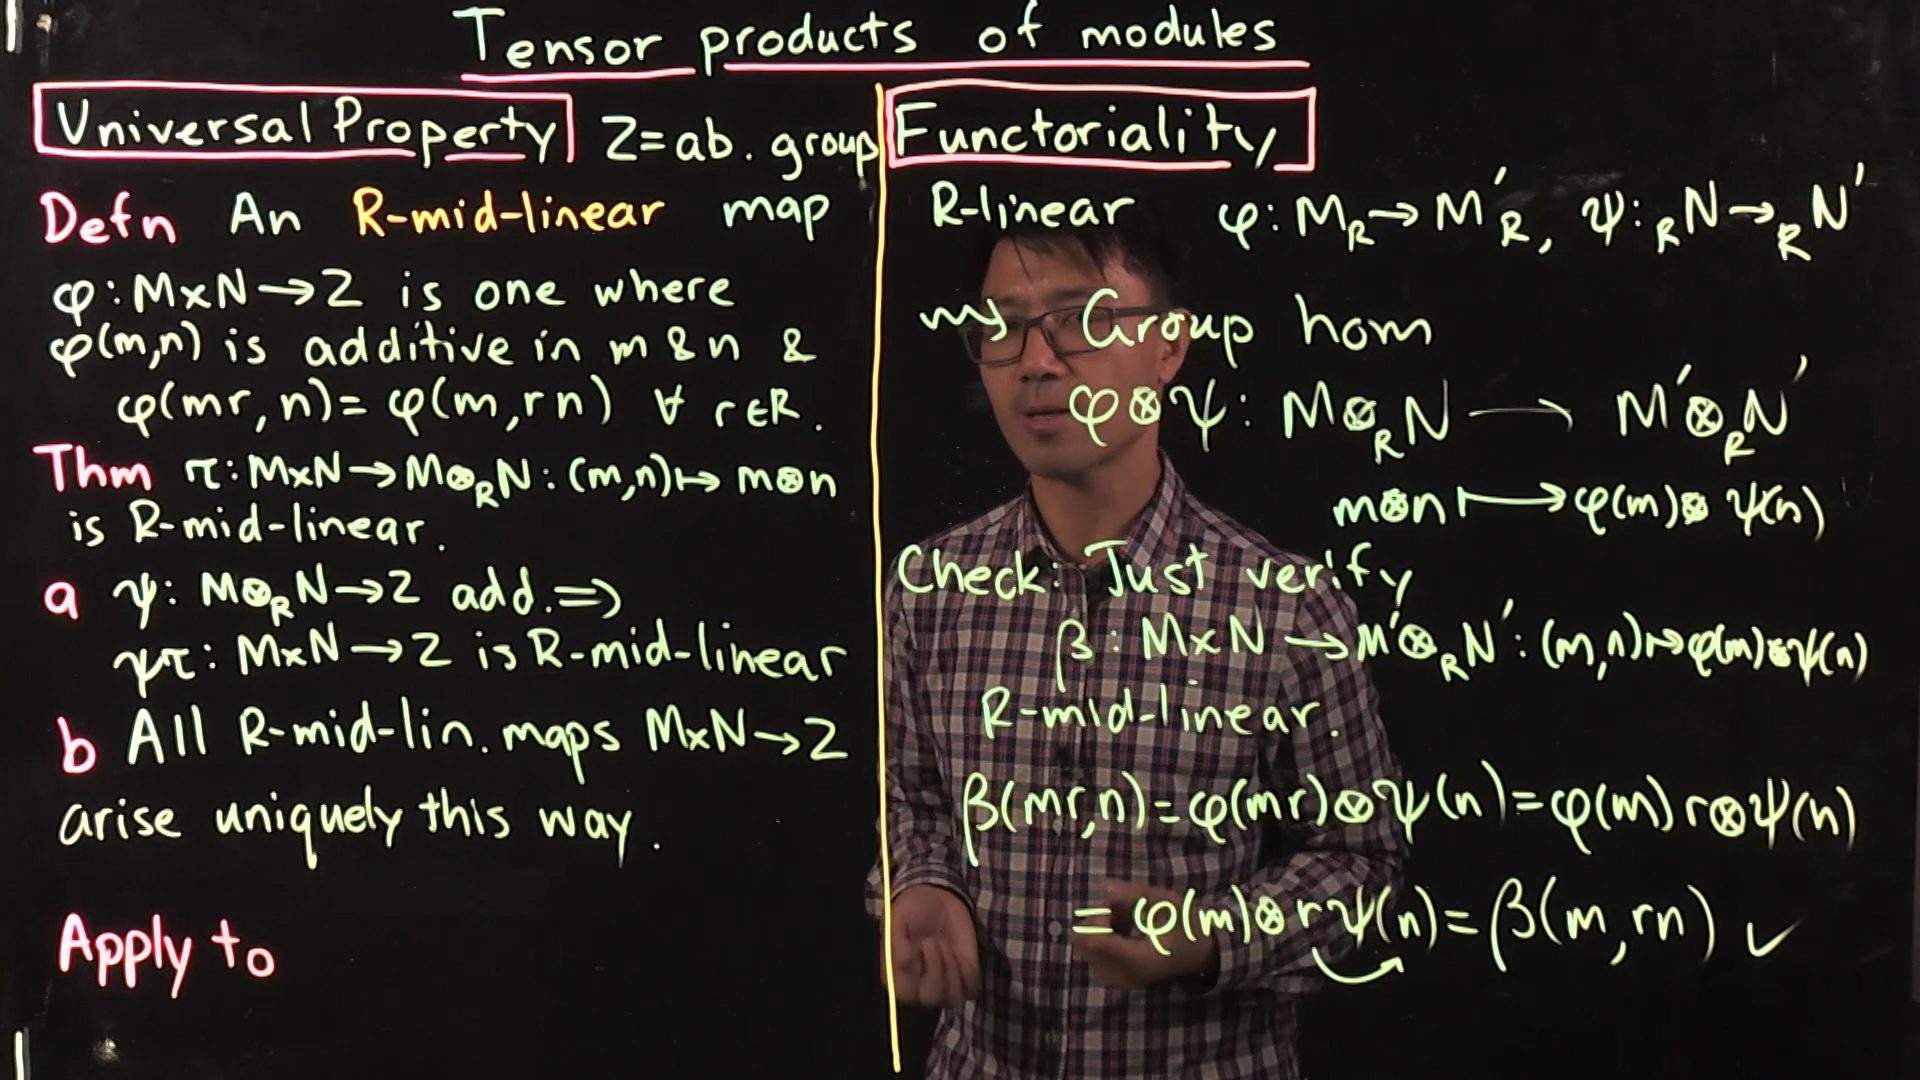 Tensor products of modules
Universal Property Z=ab. group
Defn An R-mid-linear map
φ: M×N→Z is one where
φ(m,n) is additive in m & n &
φ(mr, n) = φ(m, rn) ∀ r∈R.
Thm π: M×N→M⊗_R N: (m,n)↦ m⊗n
is R-mid-linear.
a ψ: M⊗_R N→Z add. ⇒
ψπ: M×N→Z is R-mid-linear
b All R-mid-lin. maps M×N→Z
arise uniquely this way.
Apply to
Functoriality
R-linear φ: M_R→M'_R, ψ: _R N→_R N'
⇝ Group hom
φ⊗ψ: M⊗_R N → M'⊗_R N'
m⊗n ↦ φ(m)⊗ψ(n)
Check: Just verify
β: M×N → M'⊗_R N': (m,n)↦φ(m)⊗ψ(n)
R-mid-linear.
β(mr,n)=φ(mr)⊗ψ(n)=φ(m)r⊗ψ(n)
= φ(m)⊗rψ(n)=β(m,rn) ✓